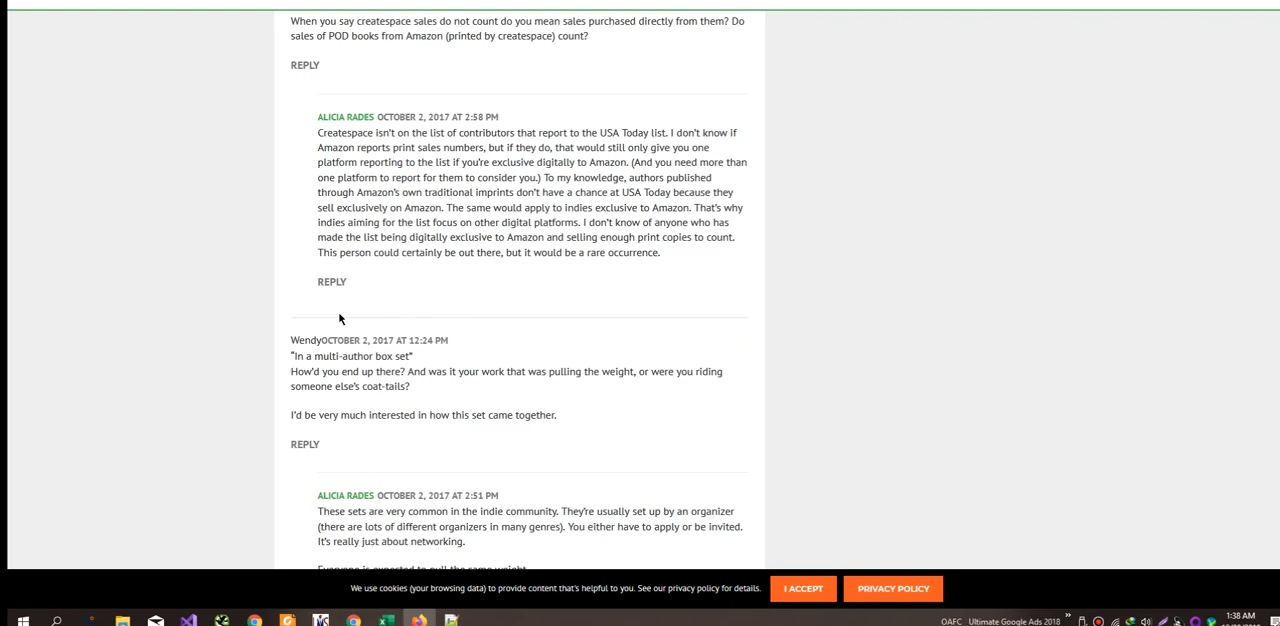 When you say createspace sales do not count do you mean sales purchased directly from them? Do
sales of POD books from Amazon (printed by createspace) count?
REPLY
ALICIA RADES OCTOBER 2, 2017 AT 2:58 PM
Createspace isn't on the list of contributors that report to the USA Today list. I don't know if
Amazon reports print sales numbers, but if they do, that would still only give you one
platform reporting to the list if you're exclusive digitally to Amazon. (And you need more than
one platform to report for them to consider you.) To my knowledge, authors published
through Amazon's own traditional imprints don't have a chance at USA Today because they
sell exclusively on Amazon. The same would apply to indies exclusive to Amazon. That's why
indies aiming for the list focus on other digital platforms. I don't know of anyone who has
made the list being digitally exclusive to Amazon and selling enough print copies to count.
This person could certainly be out there, but it would be a rare occurrence.
REPLY
WendyOCTOBER 2, 2017 AT 12:24 PM
"In a multi-author box set"
How'd you end up there? And was it your work that was pulling the weight, or were you riding
someone else's coat-tails?
I'd be very much interested in how this set came together.
REPLY
ALICIA RADES OCTOBER 2, 2017 AT 2:51 PM
These sets are very common in the indie community. They're usually set up by an organizer
(there are lots of different organizers in many genres). You either have to apply or be invited.
It's really just about networking.
Everyone is expected to pull the same weight
We use cookies (your browsing data) to provide content that's helpful to you. See our privacy policy for details. I ACCEPT PRIVACY POLICY
OAFC Ultimate Google Ads 2018 1:38 AM